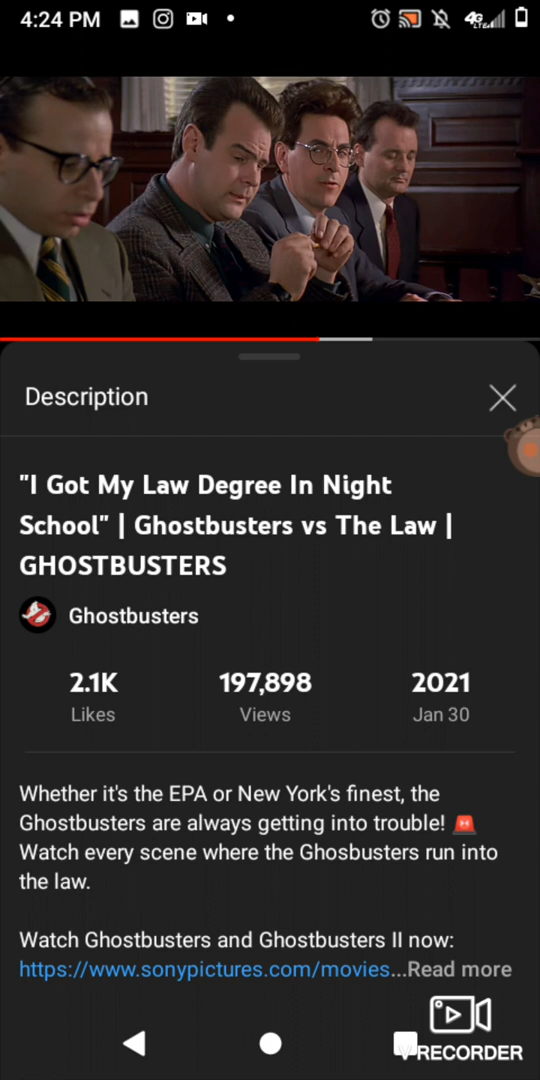 4:24 PM
4G
LTE
Description
"I Got My Law Degree In Night
School" | Ghostbusters vs The Law |
GHOSTBUSTERS
Ghostbusters
2.1K
197,898
2021
Likes
Views
Jan 30
Whether it's the EPA or New York's finest, the
Ghostbusters are always getting into trouble! 🚨
Watch every scene where the Ghosbusters run into
the law.
Watch Ghostbusters and Ghostbusters II now:
https://www.sonypictures.com/movies...Read more
V RECORDER